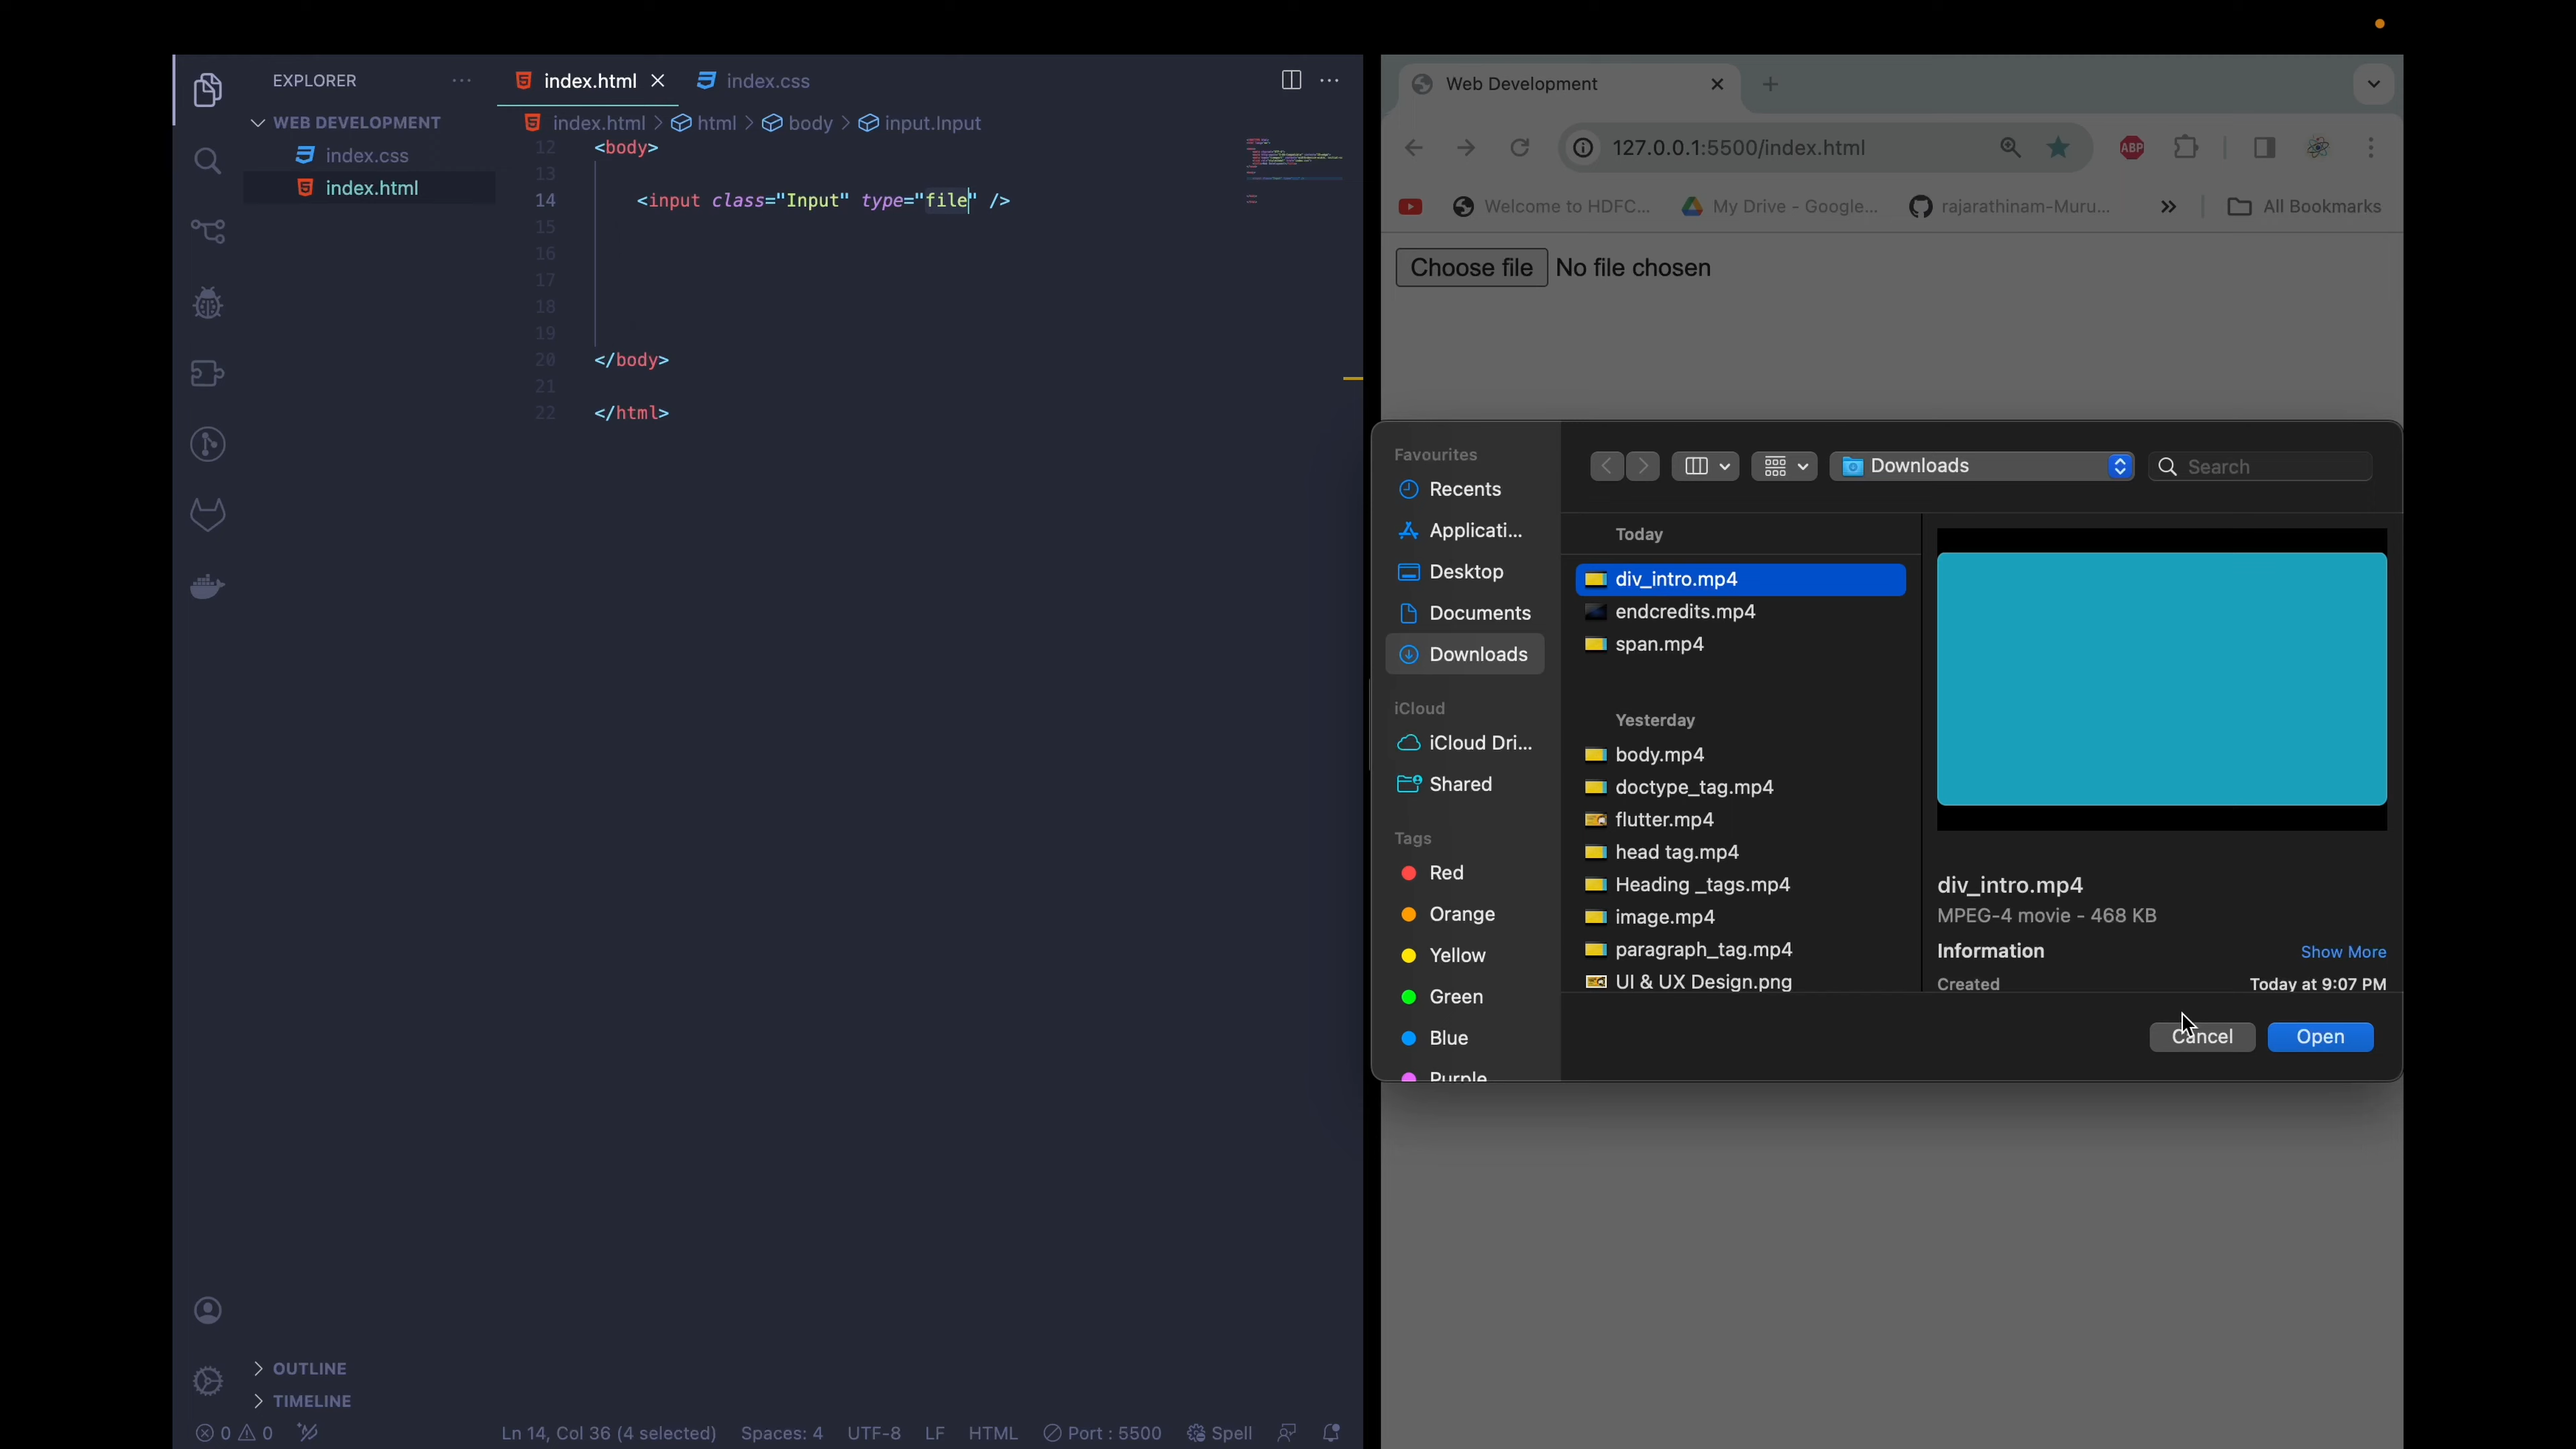 EXPLORER
WEB DEVELOPMENT
index.css
index.html
OUTLINE
TIMELINE
index.html
index.css
index.html > html > body > input.Input
12 <body>
13
14 <input class="Input" type="file" />
15
16
17
18
19
20 </body>
21
22 </html>
0 0
Ln 14, Col 36 (4 selected) Spaces: 4 UTF-8 LF HTML Port : 5500 Spell
Web Development
127.0.0.1:5500/index.html
ABP
Welcome to HDFC... My Drive - Google... rajarathinam-Muru... » All Bookmarks
Choose file No file chosen
Favourites
Recents
Applicati...
Desktop
Documents
Downloads
iCloud
iCloud Dri...
Shared
Tags
Red
Orange
Yellow
Green
Blue
Purple
Downloads
Search
Today
div_intro.mp4
endcredits.mp4
span.mp4
Yesterday
body.mp4
doctype_tag.mp4
flutter.mp4
head tag.mp4
Heading _tags.mp4
image.mp4
paragraph_tag.mp4
UI & UX Design.png
div_intro.mp4
MPEG-4 movie - 468 KB
Information Show More
Created Today at 9:07 PM
Cancel Open